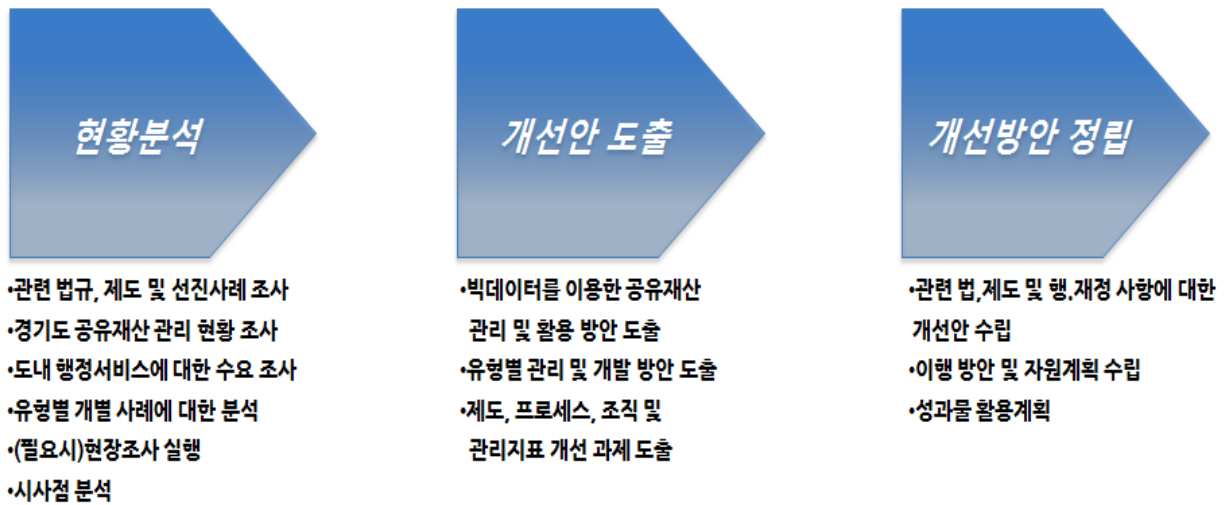 현황분석
•관련 법규, 제도 및 선진사례 조사
•경기도 공유재산 관리 현황 조사
•도내 행정서비스에 대한 수요 조사
•유형별 개별 사례에 대한 분석
•(필요시)현장조사 실행
•시사점 분석
개선안 도출
•빅데이터를 이용한 공유재산
관리 및 활용 방안 도출
•유형별 관리 및 개발 방안 도출
•제도, 프로세스, 조직 및
관리지표 개선 과제 도출
개선방안 정립
•관련 법,제도 및 행.재정 사항에 대한
개선안 수립
•이행 방안 및 자원계획 수립
•성과물 활용계획